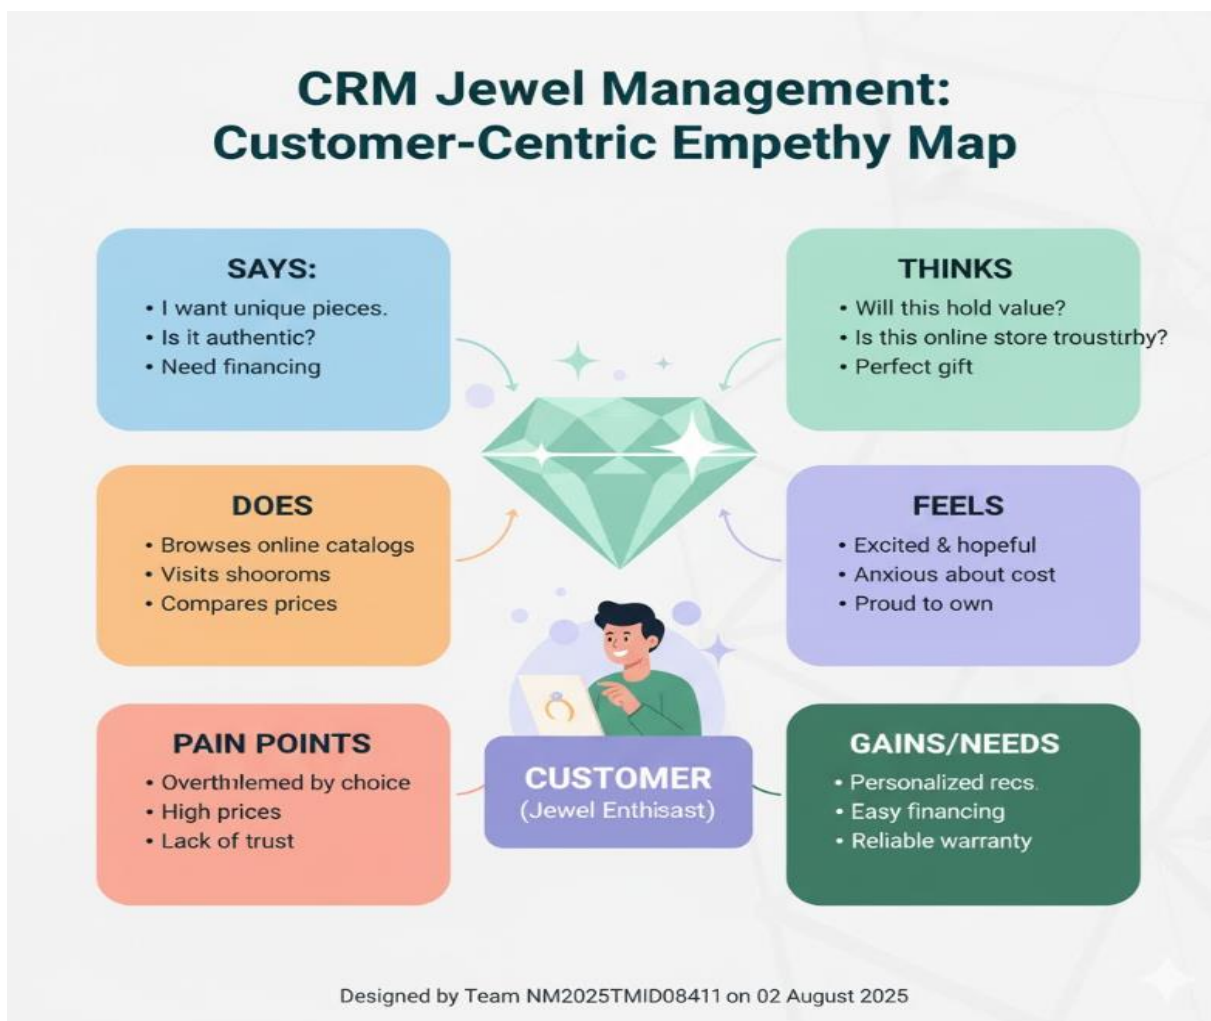 CRM Jewel Management:
Customer-Centric Empethy Map
SAYS:
• I want unique pieces.
• Is it authentic?
• Need financing
THINKS
• Will this hold value?
• Is this online store troustirby?
• Perfect gift
DOES
• Browses online catalogs
• Visits shooroms
• Compares prices
FEELS
• Excited & hopeful
• Anxious about cost
• Proud to own
PAIN POINTS
• Overthılemed by choice
• High prices
• Lack of trust
CUSTOMER
(Jewel Enthisast)
GAINS/NEEDS
• Personalized recs.
• Easy financing
• Reliable warranty
Designed by Team NM2025TMID08411 on 02 August 2025